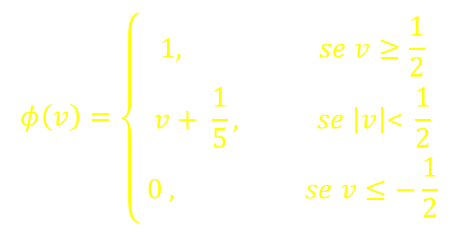 1, se v ≥ 1/2
ϕ(v) = { v + 1/5, se |v|< 1/2
0 , se v ≤ − 1/2